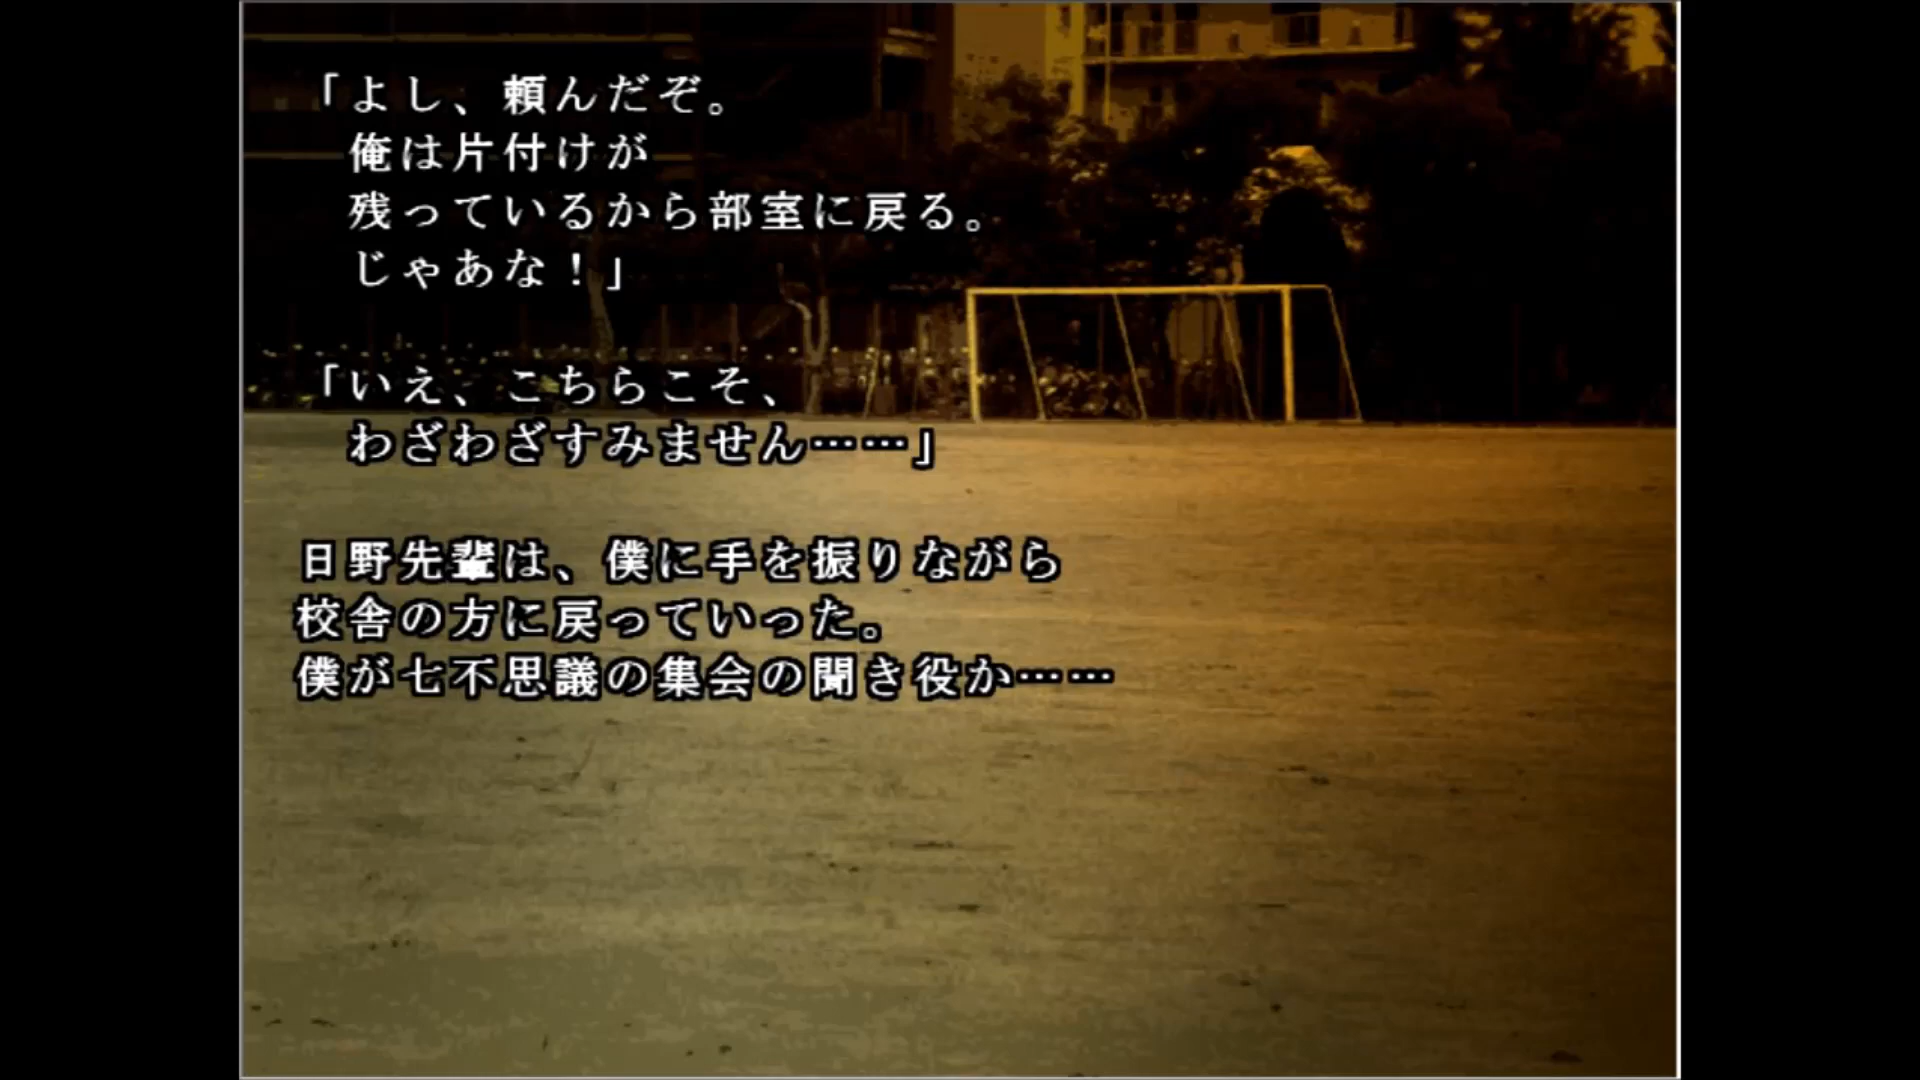 「よし、頼んだぞ。
俺は片付けが
残っているから部室に戻る。
じゃあな！」
「いえ、こちらこそ、
わざわざすみません……」
日野先輩は、僕に手を振りながら
校舎の方に戻っていった。
僕が七不思議の集会の聞き役か……